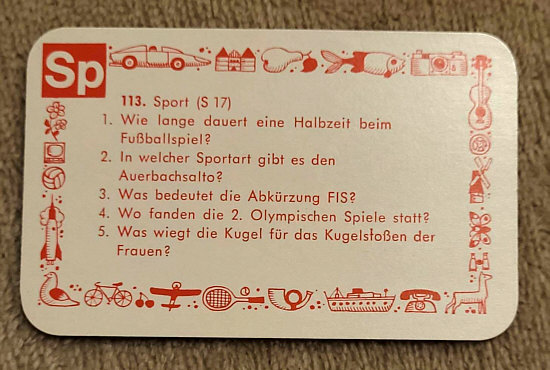 Sp
113. Sport (S 17)
1. Wie lange dauert eine Halbzeit beim
Fußballspiel?
2. In welcher Sportart gibt es den
Auerbachsalto?
3. Was bedeutet die Abkürzung FIS?
4. Wo fanden die 2. Olympischen Spiele statt?
5. Was wiegt die Kugel für das Kugelstoßen der
Frauen?